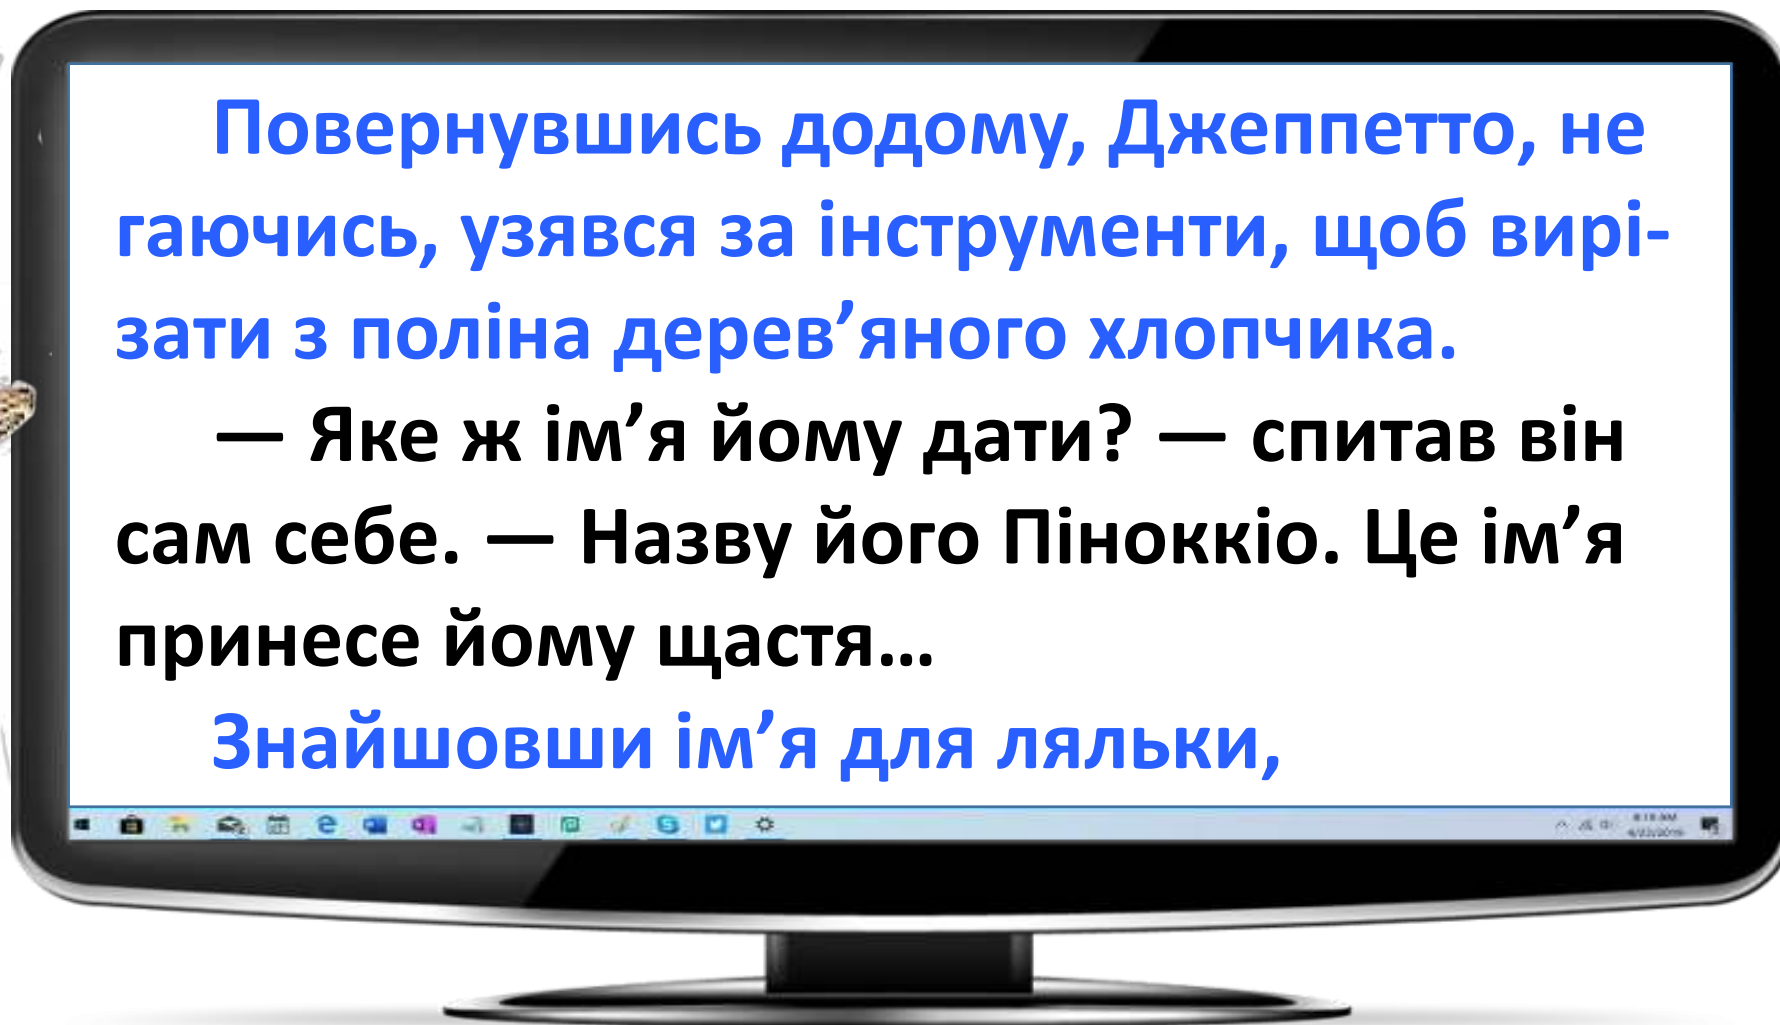 Повернувшись додому, Джеппетто, не
гаючись, узявся за інструменти, щоб вирі-
зати з поліна дерев’яного хлопчика.
— Яке ж ім’я йому дати? — спитав він
сам себе. — Назву його Піноккіо. Це ім’я
принесе йому щастя…
Знайшовши ім’я для ляльки,